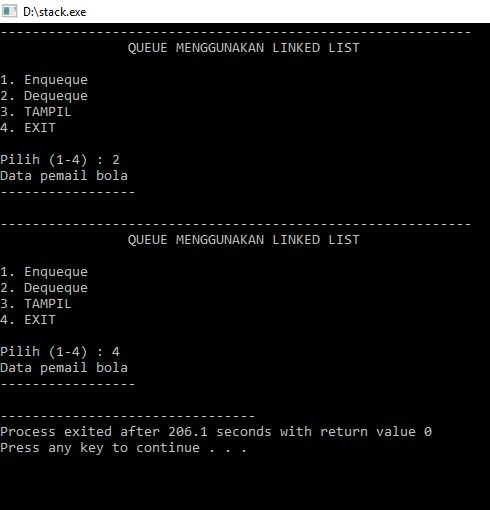 D:\stack.exe
-----------------------------------------------------------
QUEUE MENGGUNAKAN LINKED LIST
1. Enqueque
2. Dequeque
3. TAMPIL
4. EXIT
Pilih (1-4) : 2
Data pemail bola
-----------------
-----------------------------------------------------------
QUEUE MENGGUNAKAN LINKED LIST
1. Enqueque
2. Dequeque
3. TAMPIL
4. EXIT
Pilih (1-4) : 4
Data pemail bola
-----------------
--------------------------------
Process exited after 206.1 seconds with return value 0
Press any key to continue . . .